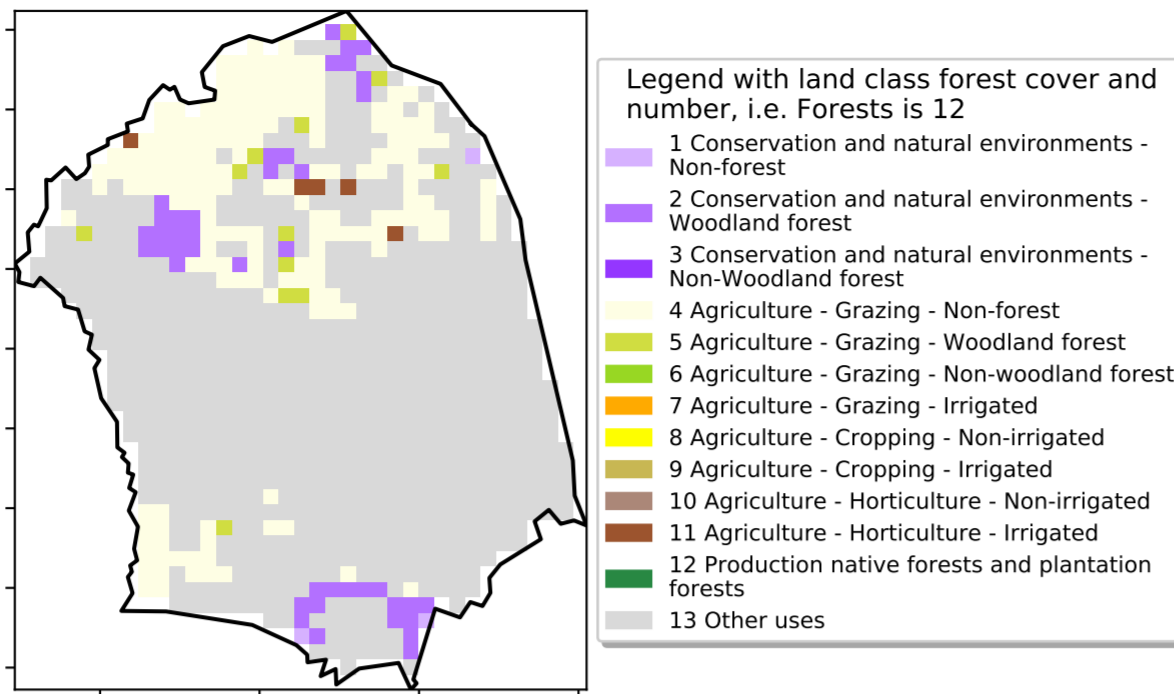 Legend with land class forest cover and
number, i.e. Forests is 12
1 Conservation and natural environments -
Non-forest
2 Conservation and natural environments -
Woodland forest
3 Conservation and natural environments -
Non-Woodland forest
4 Agriculture - Grazing - Non-forest
5 Agriculture - Grazing - Woodland forest
6 Agriculture - Grazing - Non-woodland forest
7 Agriculture - Grazing - Irrigated
8 Agriculture - Cropping - Non-irrigated
9 Agriculture - Cropping - Irrigated
10 Agriculture - Horticulture - Non-irrigated
11 Agriculture - Horticulture - Irrigated
12 Production native forests and plantation
forests
13 Other uses